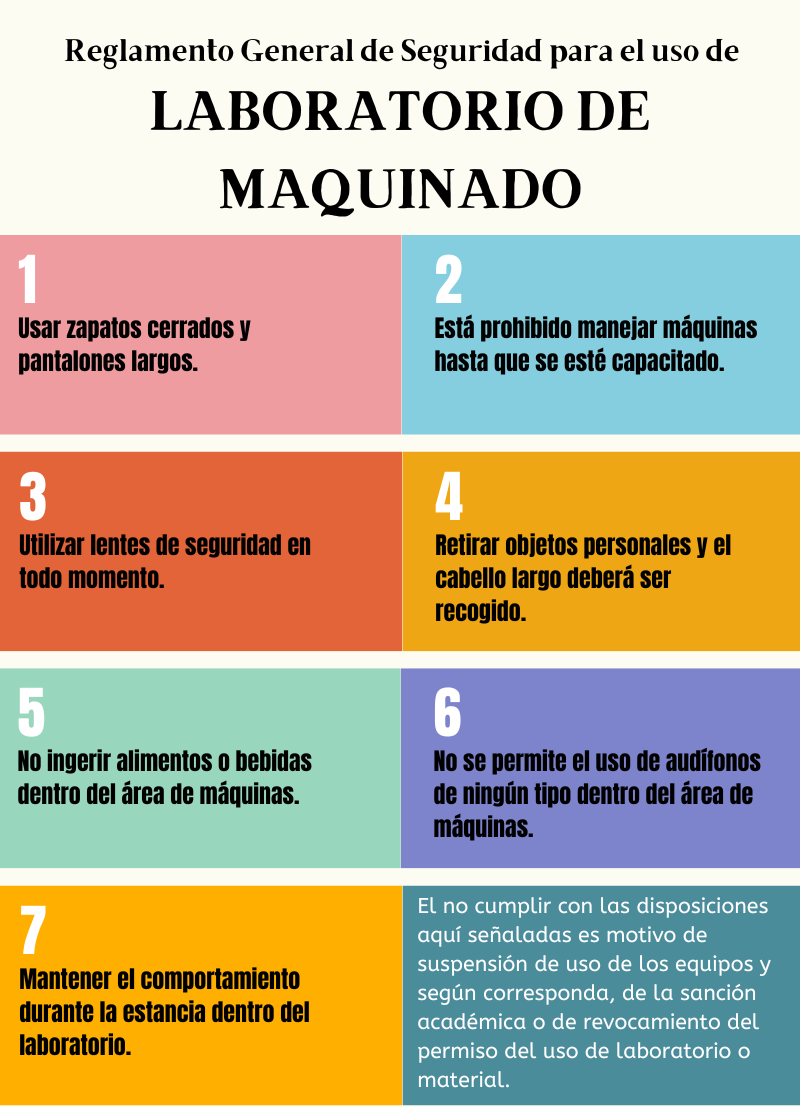 Reglamento General de Seguridad para el uso de
LABORATORIO DE
MAQUINADO
1
Usar zapatos cerrados y
pantalones largos.
2
Está prohibido manejar máquinas
hasta que se esté capacitado.
3
Utilizar lentes de seguridad en
todo momento.
4
Retirar objetos personales y el
cabello largo deberá ser
recogido.
5
No ingerir alimentos o bebidas
dentro del área de máquinas.
6
No se permite el uso de audífonos
de ningún tipo dentro del área de
máquinas.
7
Mantener el comportamiento
durante la estancia dentro del
laboratorio.
El no cumplir con las disposiciones
aquí señaladas es motivo de
suspensión de uso de los equipos y
según corresponda, de la sanción
académica o de revocamiento del
permiso del uso de laboratorio o
material.